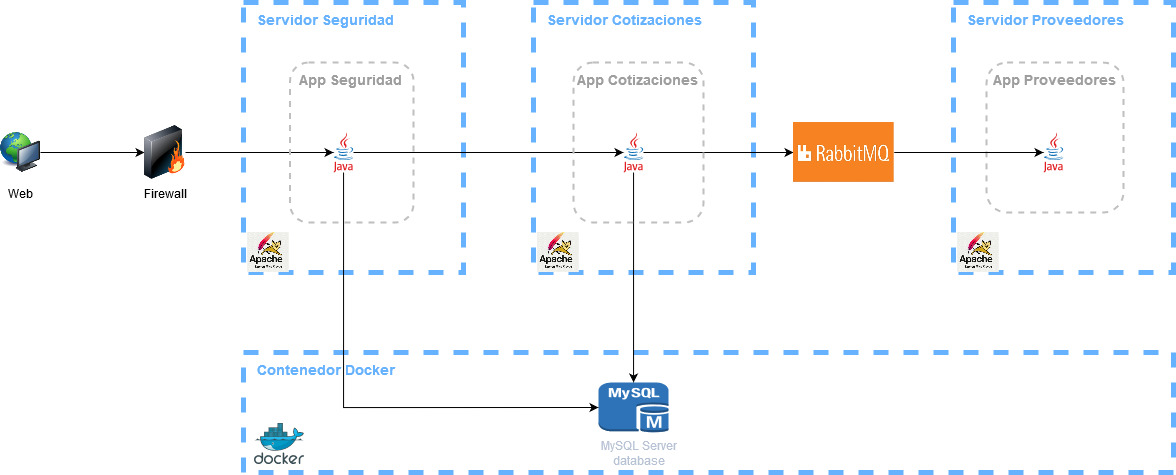 Servidor Seguridad
Servidor Cotizaciones
Servidor Proveedores
App Seguridad
App Cotizaciones
App Proveedores
RabbitMQ
Java
Java
Java
Web
Firewall
Apache
Apache
Apache
Contenedor Docker
MySQL
M
docker
MySQL Server
database